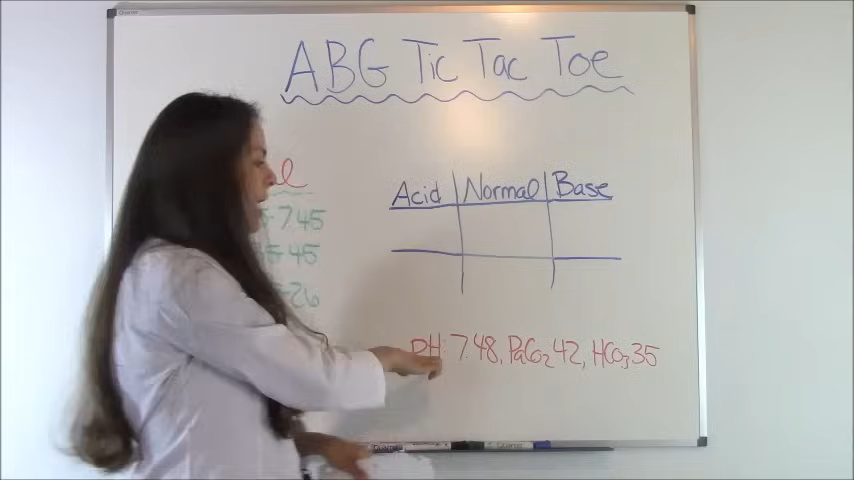 ABG Tic Tac Toe
Acid Normal Base
7.45
45
26
PH: 7.48, PaCo2 42, HCo3 35